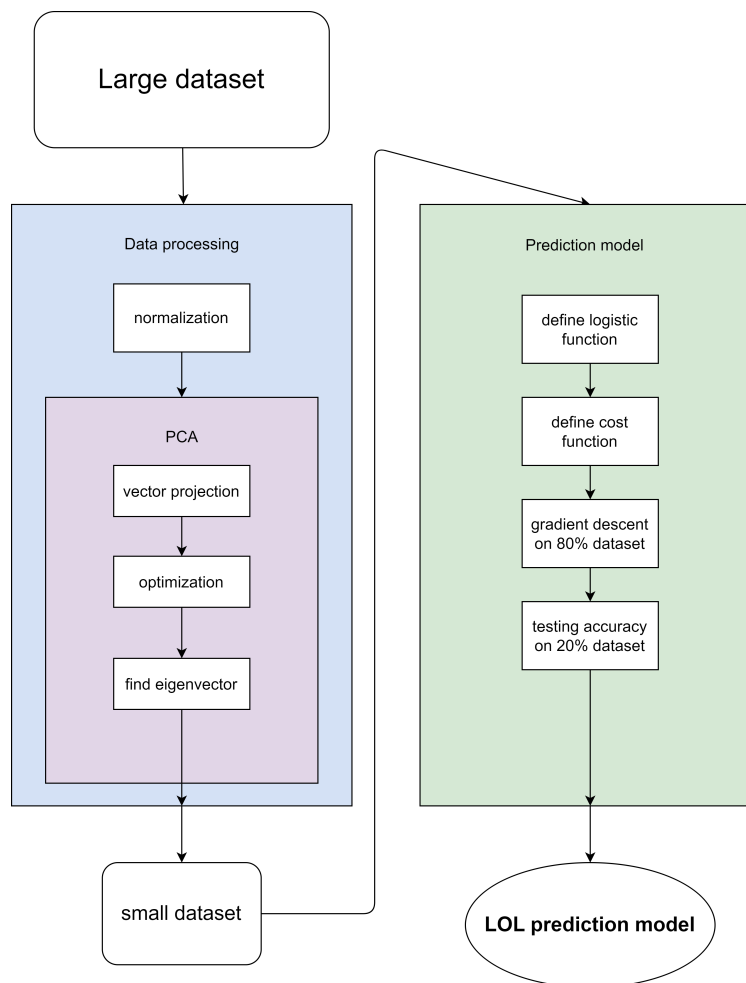 Large dataset
Data processing
normalization
PCA
vector projection
optimization
find eigenvector
small dataset
Prediction model
define logistic
function
define cost
function
gradient descent
on 80% dataset
testing accuracy
on 20% dataset
LOL prediction model